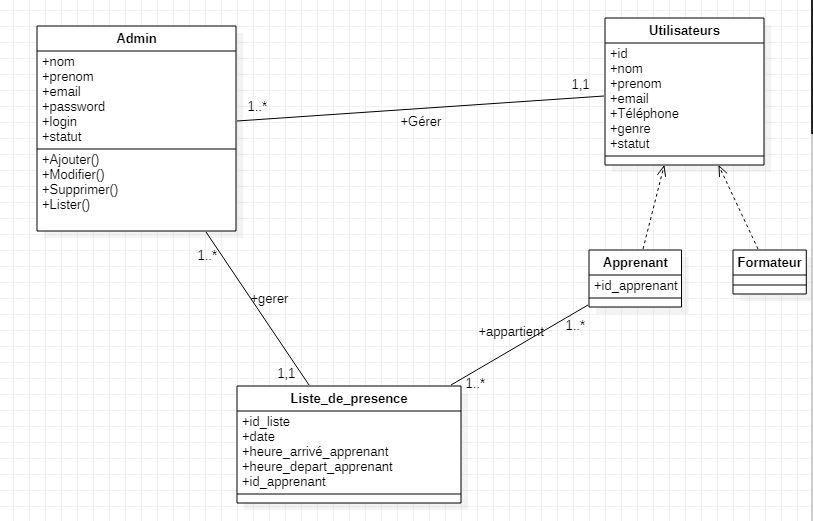 Admin
+nom
+prenom
+email
+password
+login
+statut
+Ajouter()
+Modifier()
+Supprimer()
+Lister()
Utilisateurs
+id
+nom
+prenom
+email
+Téléphone
+genre
+statut
1..*
1,1
+Gérer
1..*
+gerer
1,1
Apprenant
+id_apprenant
Formateur
1..*
+appartient
1..*
Liste_de_presence
+id_liste
+date
+heure_arrivé_apprenant
+heure_depart_apprenant
+id_apprenant